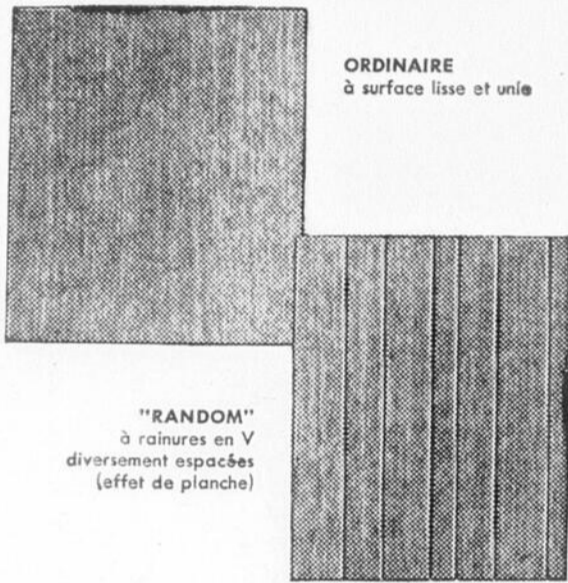 ORDINAIRE
à surface lisse et unie
"RANDOM"
à rainures en V
diversement espacées
(effet de planche)